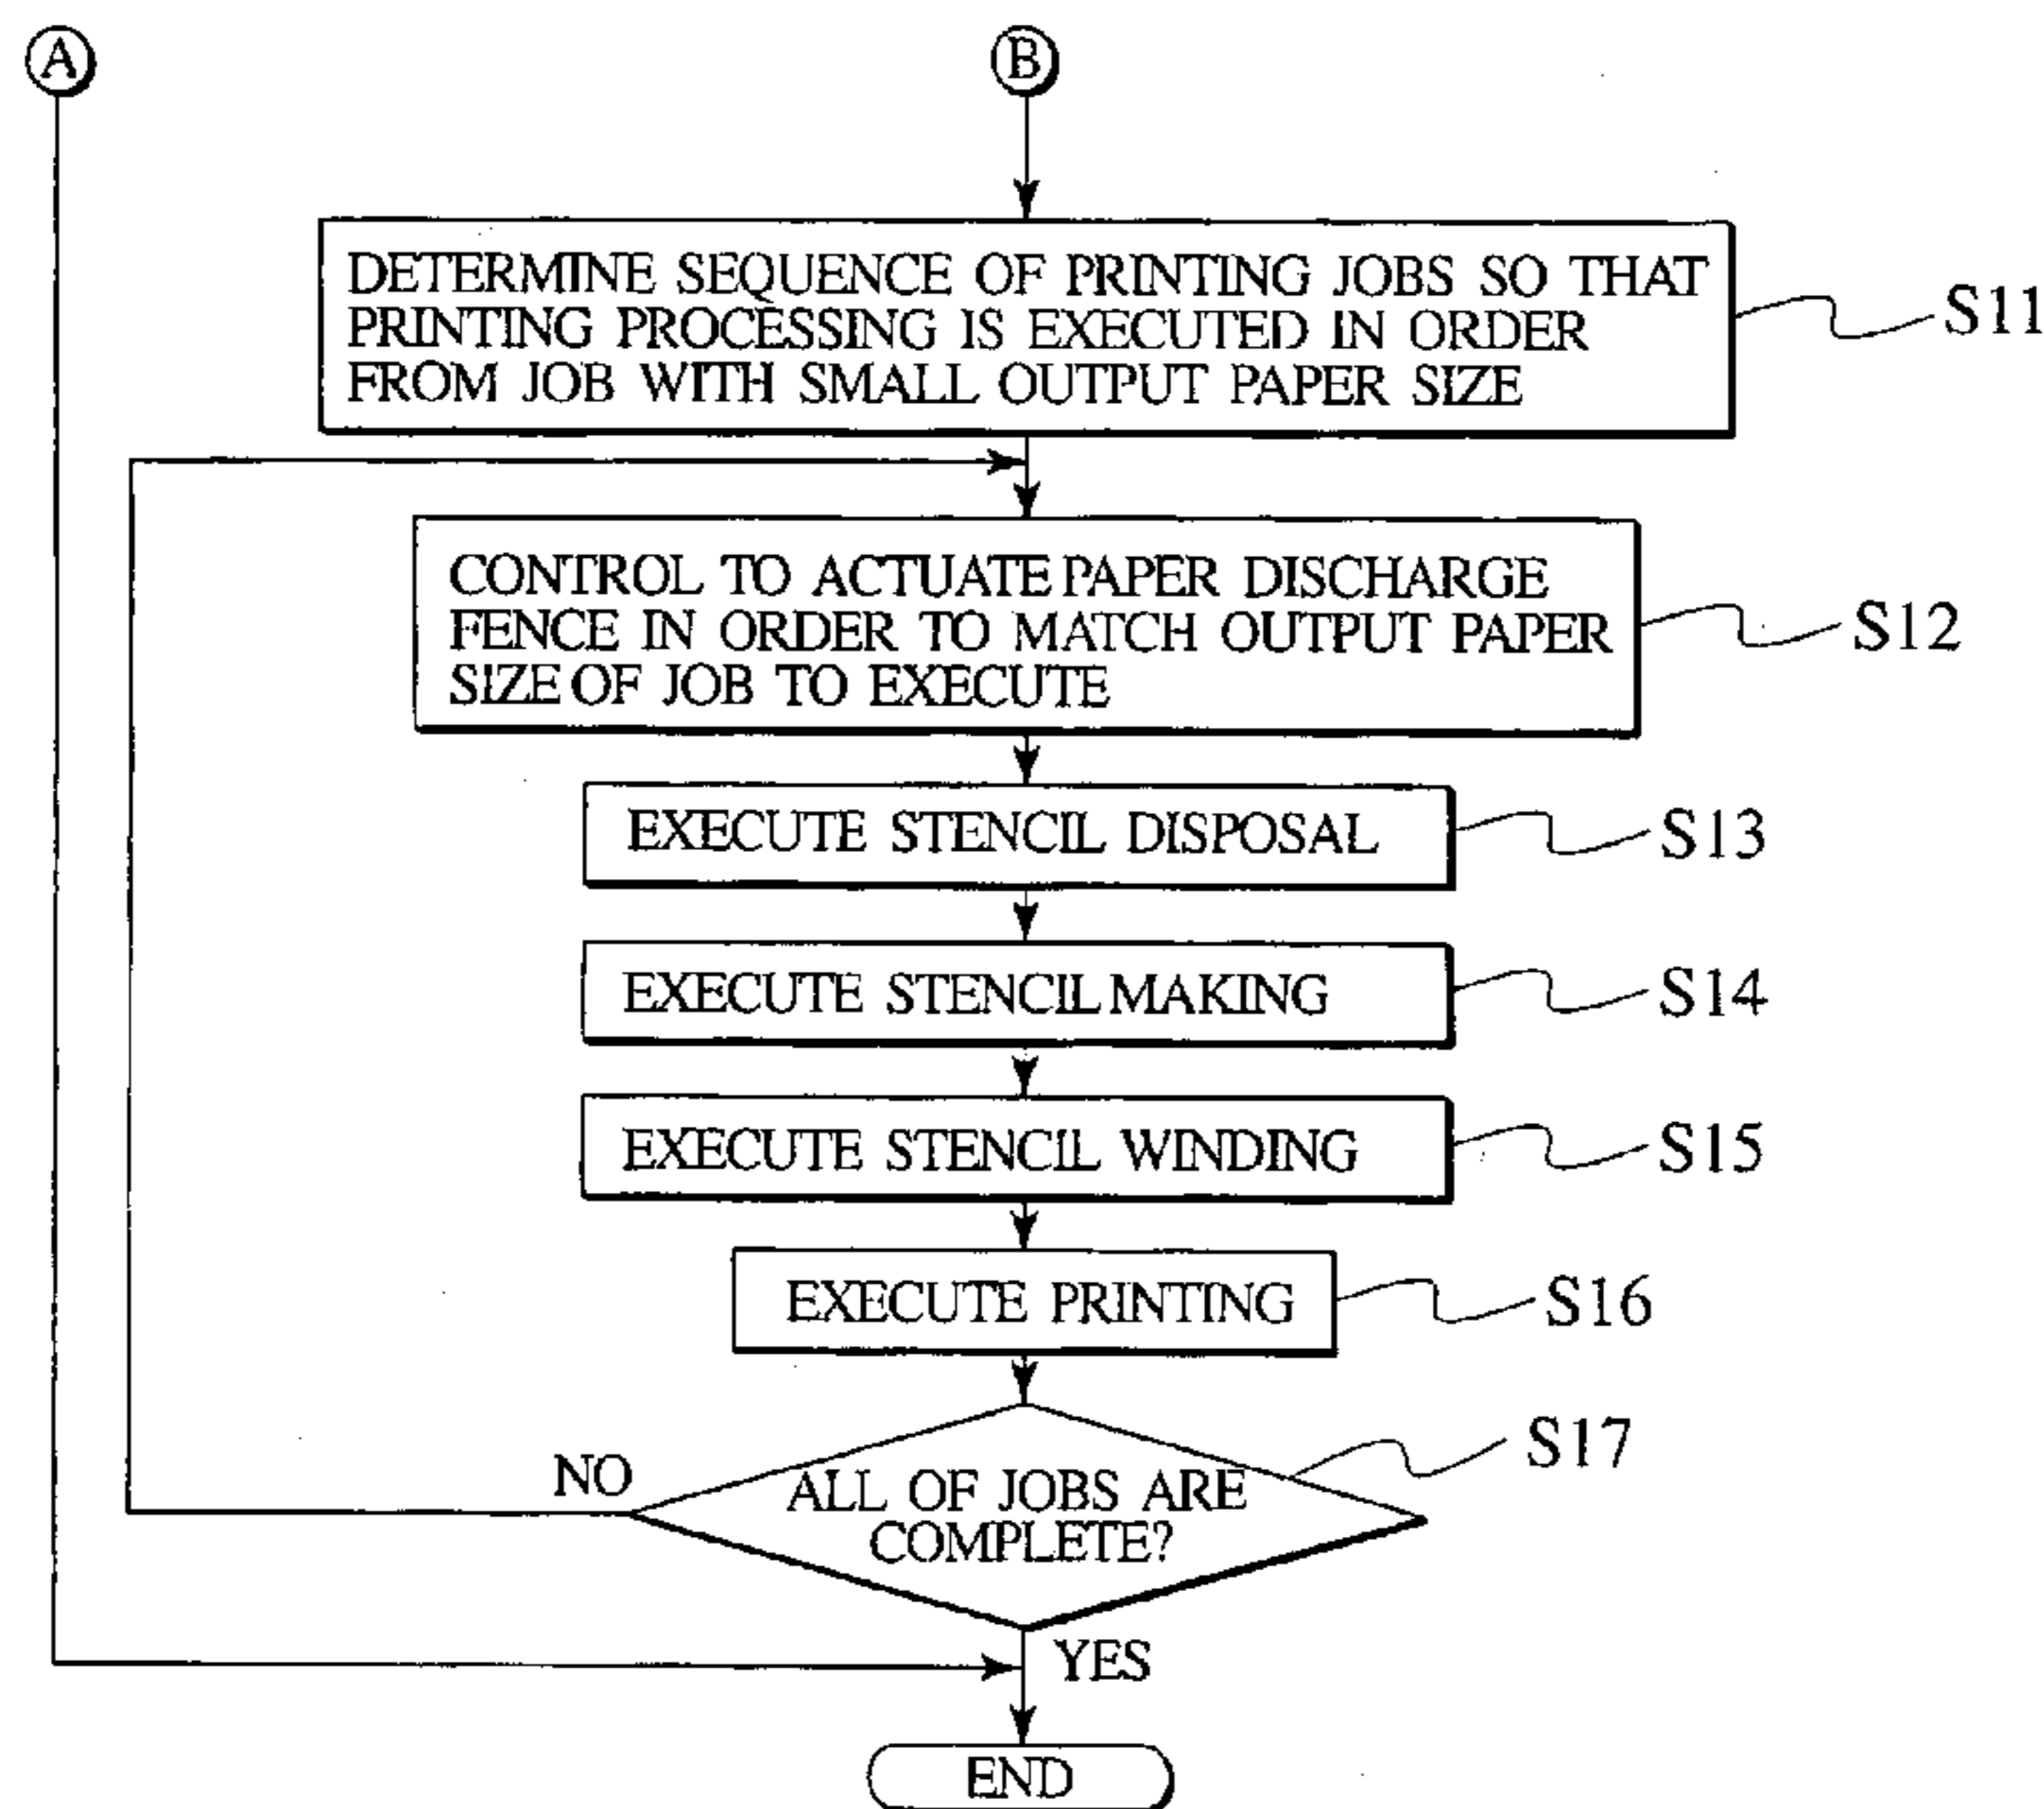 A
B
DETERMINE SEQUENCE OF PRINTING JOBS SO THAT
PRINTING PROCESSING IS EXECUTED IN ORDER
FROM JOB WITH SMALL OUTPUT PAPER SIZE
S11
CONTROL TO ACTUATE PAPER DISCHARGE
FENCE IN ORDER TO MATCH OUTPUT PAPER
SIZE OF JOB TO EXECUTE
S12
EXECUTE STENCIL DISPOSAL
S13
EXECUTE STENCIL MAKING
S14
EXECUTE STENCIL WINDING
S15
EXECUTE PRINTING
S16
NO
ALL OF JOBS ARE
COMPLETE?
S17
YES
END